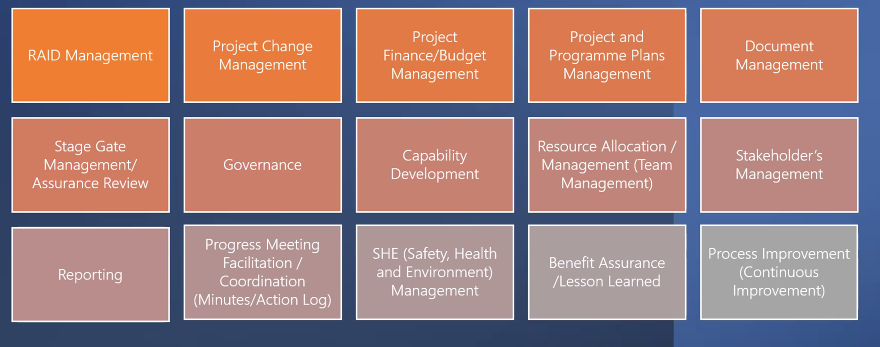 RAID Management
Project Change
Management
Project
Finance/Budget
Management
Project and
Programme Plans
Management
Document
Management
Stage Gate
Management/
Assurance Review
Governance
Capability
Development
Resource Allocation /
Management (Team
Management)
Stakeholder’s
Management
Reporting
Progress Meeting
Facilitation /
Coordination
(Minutes/Action Log)
SHE (Safety, Health
and Environment)
Management
Benefit Assurance
/Lesson Learned
Process Improvement
(Continuous
Improvement)